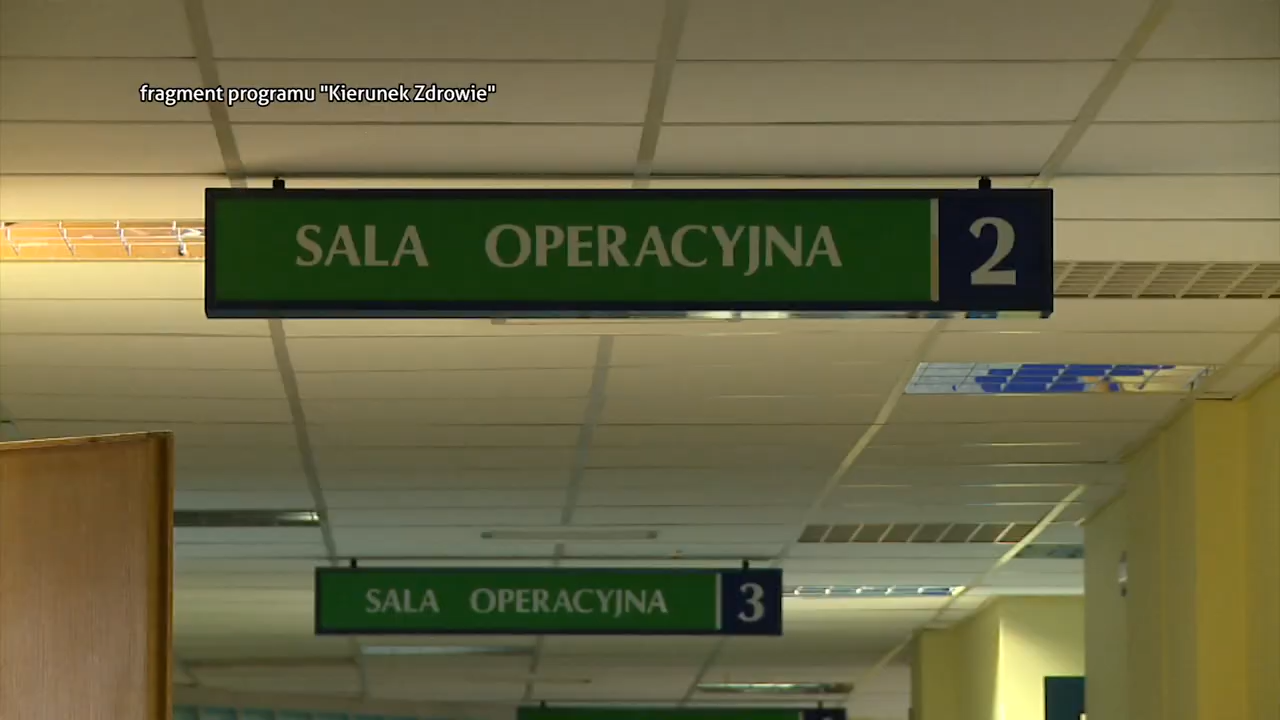 fragment programu "Kierunek Zdrowie"
SALA OPERACYJNA 2
SALA OPERACYJNA 3